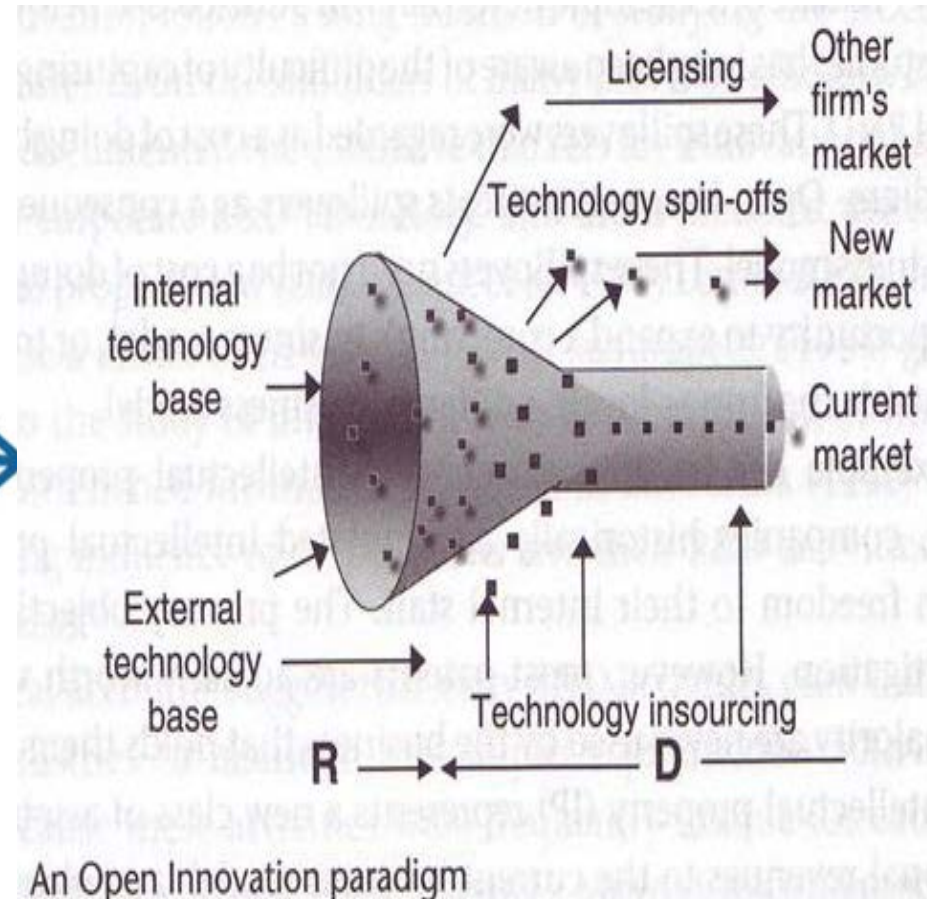 Licensing
Other
firm's
market
Technology spin-offs
New
market
Internal
technology
base
Current
market
External
technology
base
Technology insourcing
R
D
An Open Innovation paradigm